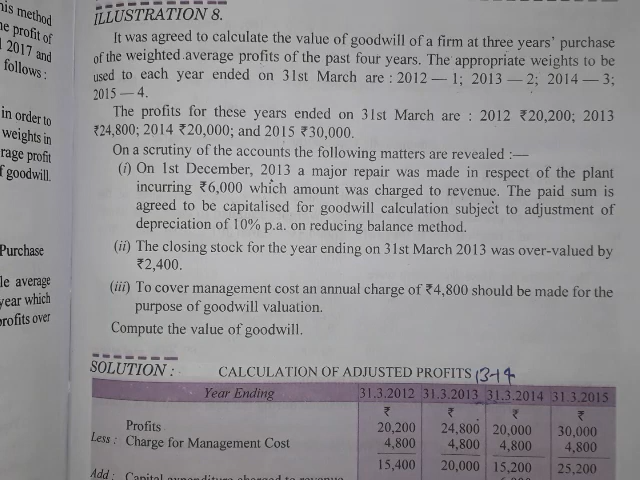 his method
he profit of
2017 and
follows :
in order to
weights in
rage profit
f goodwill.
Purchase
le average
year which
profits over
ILLUSTRATION 8.
It was agreed to calculate the value of goodwill of a firm at three years' purchase
of the weighted average profits of the past four years. The appropriate weights to be
used to each year ended on 31st March are : 2012 — 1; 2013 — 2; 2014 — 3;
2015 — 4.
The profits for these years ended on 31st March are : 2012 ₹20,200; 2013
₹24,800; 2014 ₹20,000; and 2015 ₹30,000.
On a scrutiny of the accounts the following matters are revealed :—
(i) On 1st December, 2013 a major repair was made in respect of the plant
incurring ₹6,000 which amount was charged to revenue. The paid sum is
agreed to be capitalised for goodwill calculation subject to adjustment of
depreciation of 10% p.a. on reducing balance method.
(ii) The closing stock for the year ending on 31st March 2013 was over-valued by
₹2,400.
(iii) To cover management cost an annual charge of ₹4,800 should be made for the
purpose of goodwill valuation.
Compute the value of goodwill.
SOLUTION : CALCULATION OF ADJUSTED PROFITS 13-14
Year Ending 31.3.2012 31.3.2013 31.3.2014 31.3.2015
₹ ₹ ₹ ₹
Profits 20,200 24,800 20,000 30,000
Less : Charge for Management Cost 4,800 4,800 4,800 4,800
15,400 20,000 15,200 25,200
Add : Capital